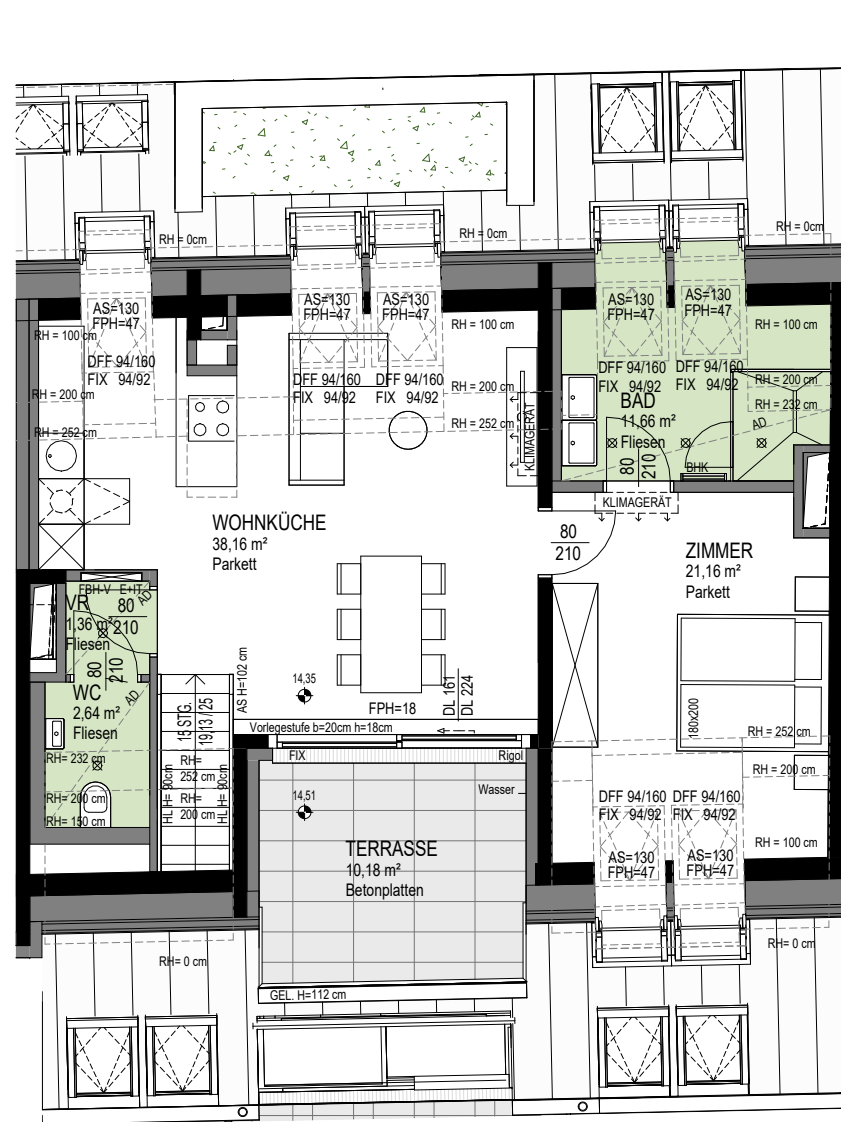 RH = 0cm
RH = 0cm
RH = 0cm
AS=130
FPH=47
AS=130
FPH=47
AS=130
FPH=47
AS=130
FPH=47
AS=130
FPH=47
RH = 100 cm
RH = 100 cm
RH = 100 cm
DFF 94/160
FIX 94/92
DFF 94/160
FIX 94/92
DFF 94/160
FIX 94/92
DFF 94/160
FIX 94/92
DFF 94/160
FIX 94/92
RH = 200 cm
RH = 200 cm
RH = 200 cm
RH = 232 cm
RH = 252 cm
RH = 252 cm
KLIMAGERÄT
BAD
11,66 m²
Fliesen
80
210
BHK
AD
KLIMAGERÄT
WOHNKÜCHE
38,16 m²
Parkett
80
210
ZIMMER
21,16 m²
Parkett
FBH-V E+IT
VR
1,36 m²
Fliesen
80
210
AD
80
210
WC
2,64 m²
Fliesen
AD
RH= 232 cm
RH= 200 cm
RH= 150 cm
15 STG.
19,13 / 25
RH=
252 cm
RH=
200 cm
HL H= 90cm
HL H= 90cm
AS H=102 cm
14,35
FPH=18
DL 161
DL 224
Vorlegestufe b=20cm h=18cm
FIX
Rigol
Wasser
14,51
TERRASSE
10,18 m²
Betonplatten
180x200
RH = 252 cm
RH = 200 cm
DFF 94/160
FIX 94/92
DFF 94/160
FIX 94/92
RH = 100 cm
AS=130
FPH=47
AS=130
FPH=47
RH= 0 cm
RH= 0 cm
GEL. H=112 cm